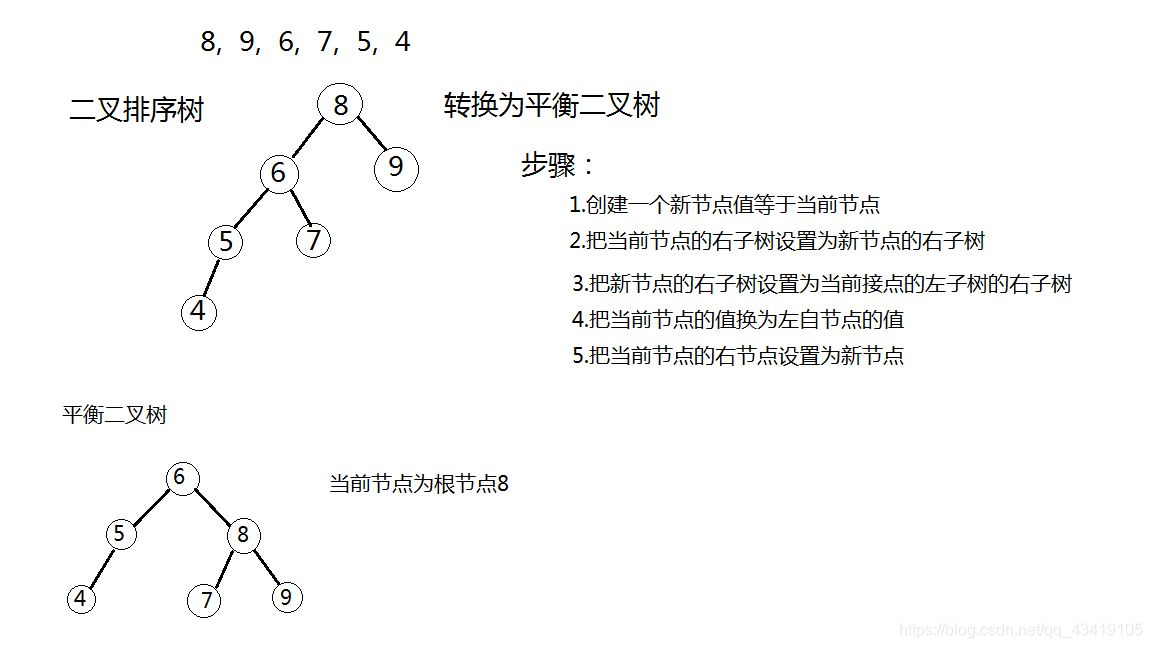 8, 9, 6, 7, 5, 4
二叉排序树
8
转换为平衡二叉树
6
9
步骤：
1.创建一个新节点值等于当前节点
5
7
2.把当前节点的右子树设置为新节点的右子树
3.把新节点的右子树设置为当前接点的左子树的右子树
4
4.把当前节点的值换为左自节点的值
5.把当前节点的右节点设置为新节点
平衡二叉树
6
当前节点为根节点8
5
8
4
7
9
https://blog.csdn.net/qq_43419105